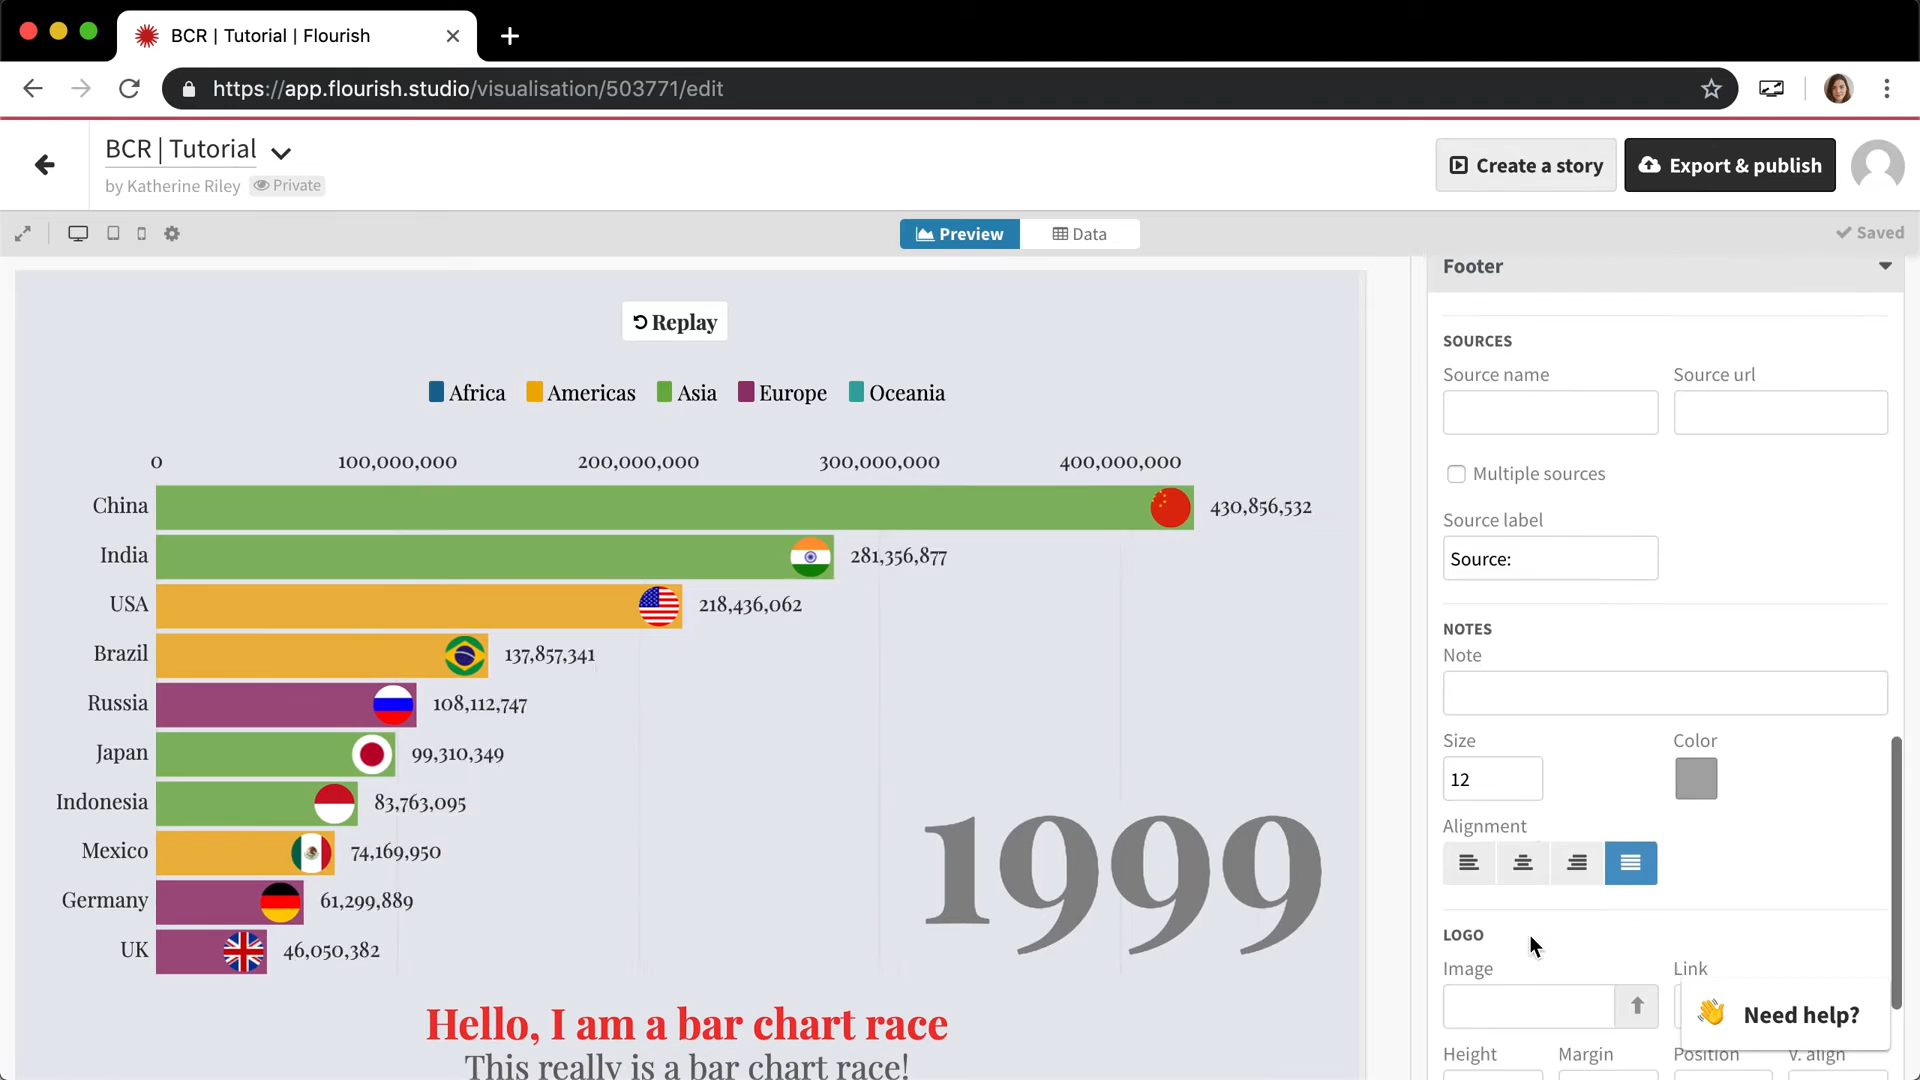 BCR | Tutorial | Flourish
https://app.flourish.studio/visualisation/503771/edit
BCR | Tutorial
by Katherine Riley Private
Create a story
Export & publish
Preview
Data
Saved
Replay
Africa Americas Asia Europe Oceania
0 100,000,000 200,000,000 300,000,000 400,000,000
China 430,856,532
India 281,356,877
USA 218,436,062
Brazil 137,857,341
Russia 108,112,747
Japan 99,310,349
Indonesia 83,763,095
Mexico 74,169,950
Germany 61,299,889
UK 46,050,382
1999
Hello, I am a bar chart race
This really is a bar chart race!
Footer
SOURCES
Source name Source url
Multiple sources
Source label
Source:
NOTES
Note
Size Color
12
Alignment
LOGO
Image Link
Need help?
Height Margin Position V. align